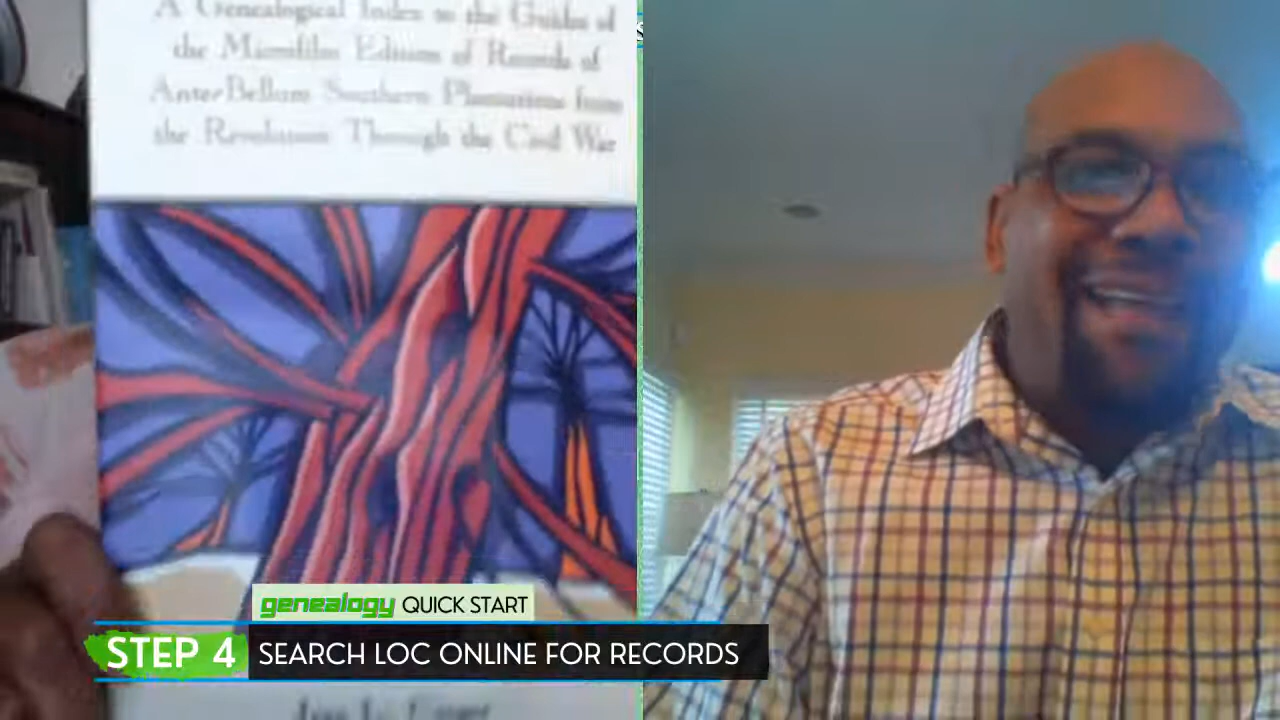 A Genealogical Index to the Guides of
the Microfilm Edition of Records of
Ante-Bellum Southern Plantations from
the Revolution Through the Civil War
genealogy QUICK START
STEP 4 SEARCH LOC ONLINE FOR RECORDS